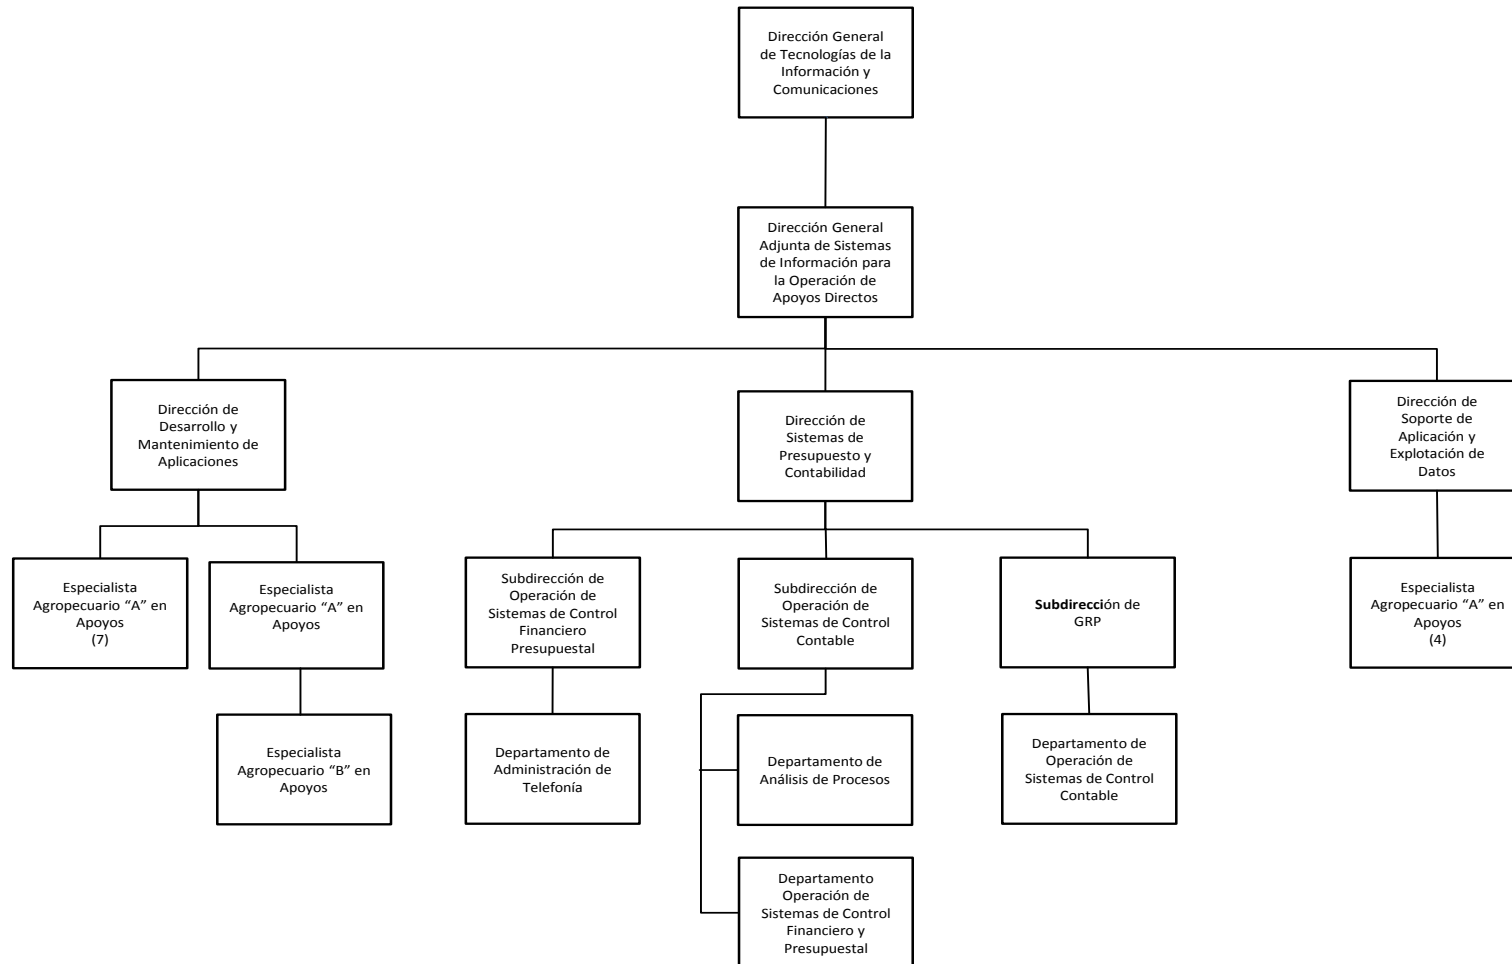 Dirección General
de Tecnologías de la
Información y
Comunicaciones
Dirección General
Adjunta de Sistemas
de Información para
la Operación de
Apoyos Directos
Dirección de
Desarrollo y
Mantenimiento de
Aplicaciones
Dirección de
Sistemas de
Presupuesto y
Contabilidad
Dirección de
Soporte de
Aplicación y
Explotación de
Datos
Especialista
Agropecuario “A” en
Apoyos
(7)
Especialista
Agropecuario “A” en
Apoyos
Subdirección de
Operación de
Sistemas de Control
Financiero
Presupuestal
Subdirección de
Operación de
Sistemas de Control
Contable
Subdirección de
GRP
Especialista
Agropecuario “A” en
Apoyos
(4)
Especialista
Agropecuario “B” en
Apoyos
Departamento de
Administración de
Telefonía
Departamento de
Análisis de Procesos
Departamento de
Operación de
Sistemas de Control
Contable
Departamento
Operación de
Sistemas de Control
Financiero y
Presupuestal